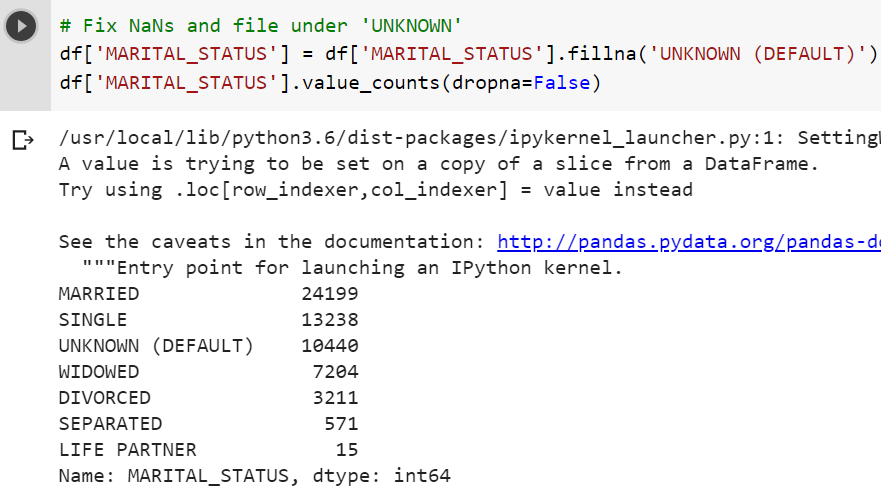 # Fix NaNs and file under 'UNKNOWN'
df['MARITAL_STATUS'] = df['MARITAL_STATUS'].fillna('UNKNOWN (DEFAULT)')
df['MARITAL_STATUS'].value_counts(dropna=False)
/usr/local/lib/python3.6/dist-packages/ipykernel_launcher.py:1: Setting
A value is trying to be set on a copy of a slice from a DataFrame.
Try using .loc[row_indexer,col_indexer] = value instead
See the caveats in the documentation: http://pandas.pydata.org/pandas-d
"""Entry point for launching an IPython kernel.
MARRIED 24199
SINGLE 13238
UNKNOWN (DEFAULT) 10440
WIDOWED 7204
DIVORCED 3211
SEPARATED 571
LIFE PARTNER 15
Name: MARITAL_STATUS, dtype: int64